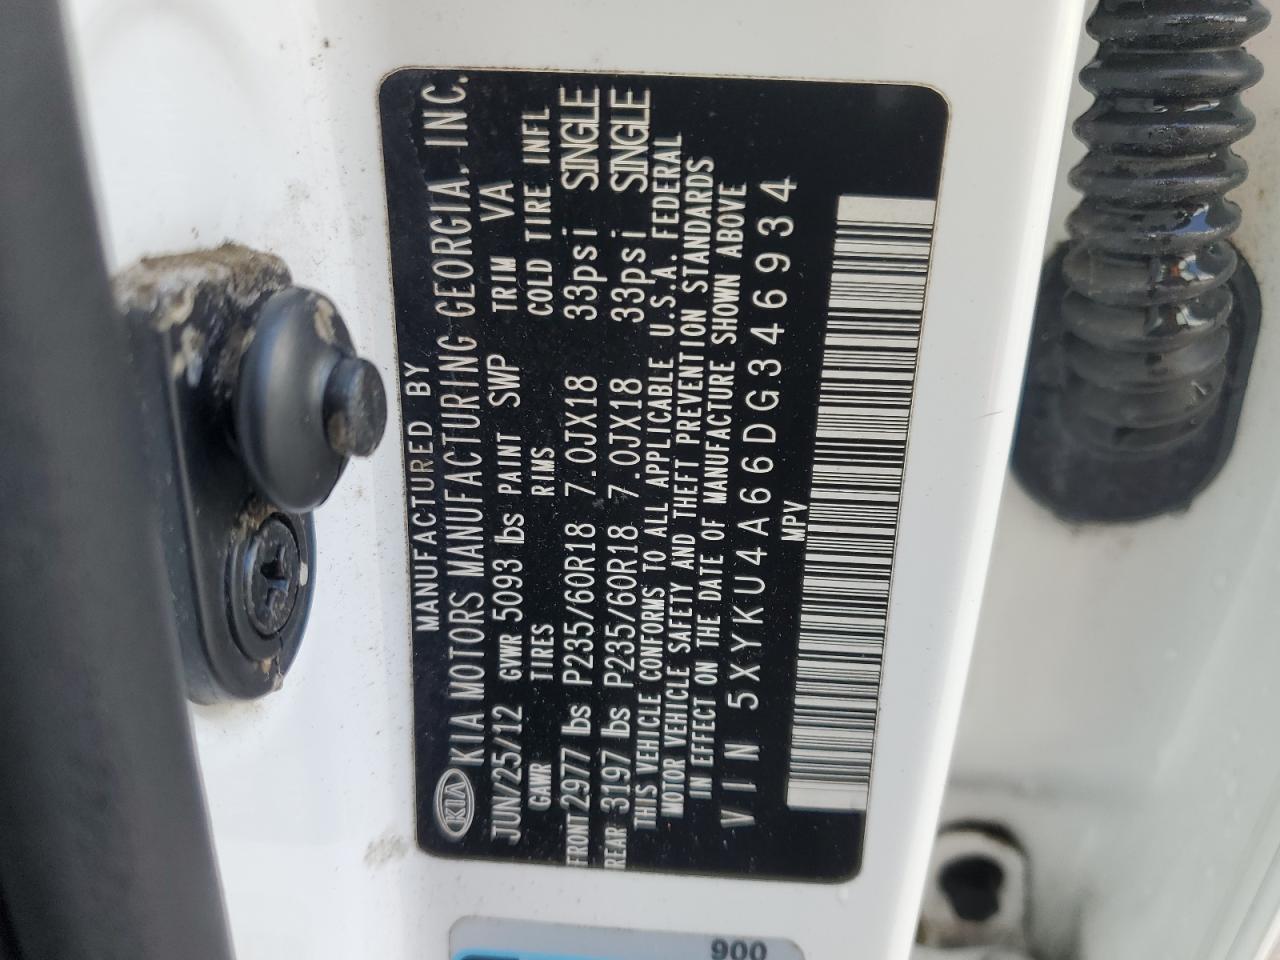 MANUFACTURED BY
KIA KIA MOTORS MANUFACTURING GEORGIA, INC.
JUN/25/12 GVWR 5093 lbs PAINT SWP TRIM VA
GAWR TIRES RIMS COLD TIRE INFL
FRONT 2977 lbs P235/60R18 7.0JX18 33psi SINGLE
REAR 3197 lbs P235/60R18 7.0JX18 33psi SINGLE
THIS VEHICLE CONFORMS TO ALL APPLICABLE U.S.A. FEDERAL
MOTOR VEHICLE SAFETY AND THEFT PREVENTION STANDARDS
IN EFFECT ON THE DATE OF MANUFACTURE SHOWN ABOVE
VIN 5XYKU4A66DG346934
MPV
900